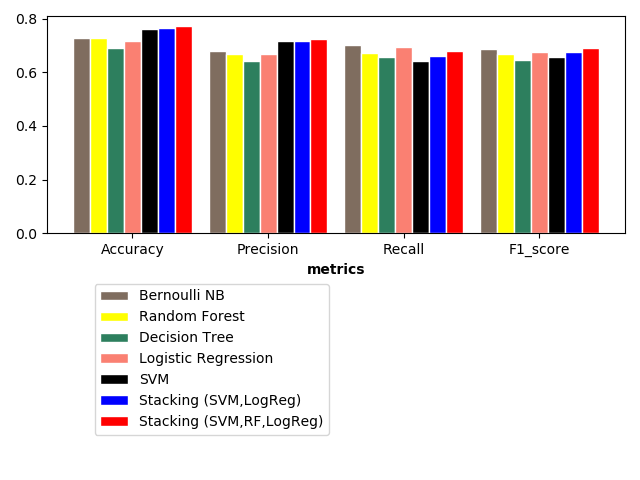 0.8
0.6
0.4
0.2
0.0
Accuracy Precision Recall F1_score
metrics
Bernoulli NB
Random Forest
Decision Tree
Logistic Regression
SVM
Stacking (SVM,LogReg)
Stacking (SVM,RF,LogReg)